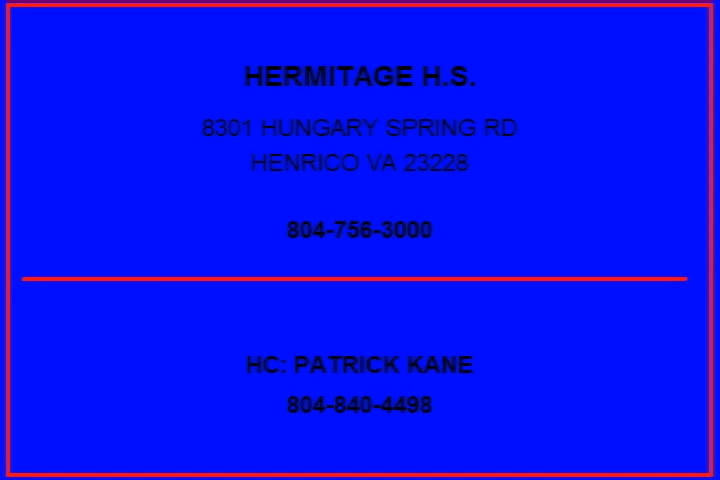 HERMITAGE H.S.
8301 HUNGARY SPRING RD
HENRICO VA 23228
804-756-3000
HC: PATRICK KANE
804-840-4498